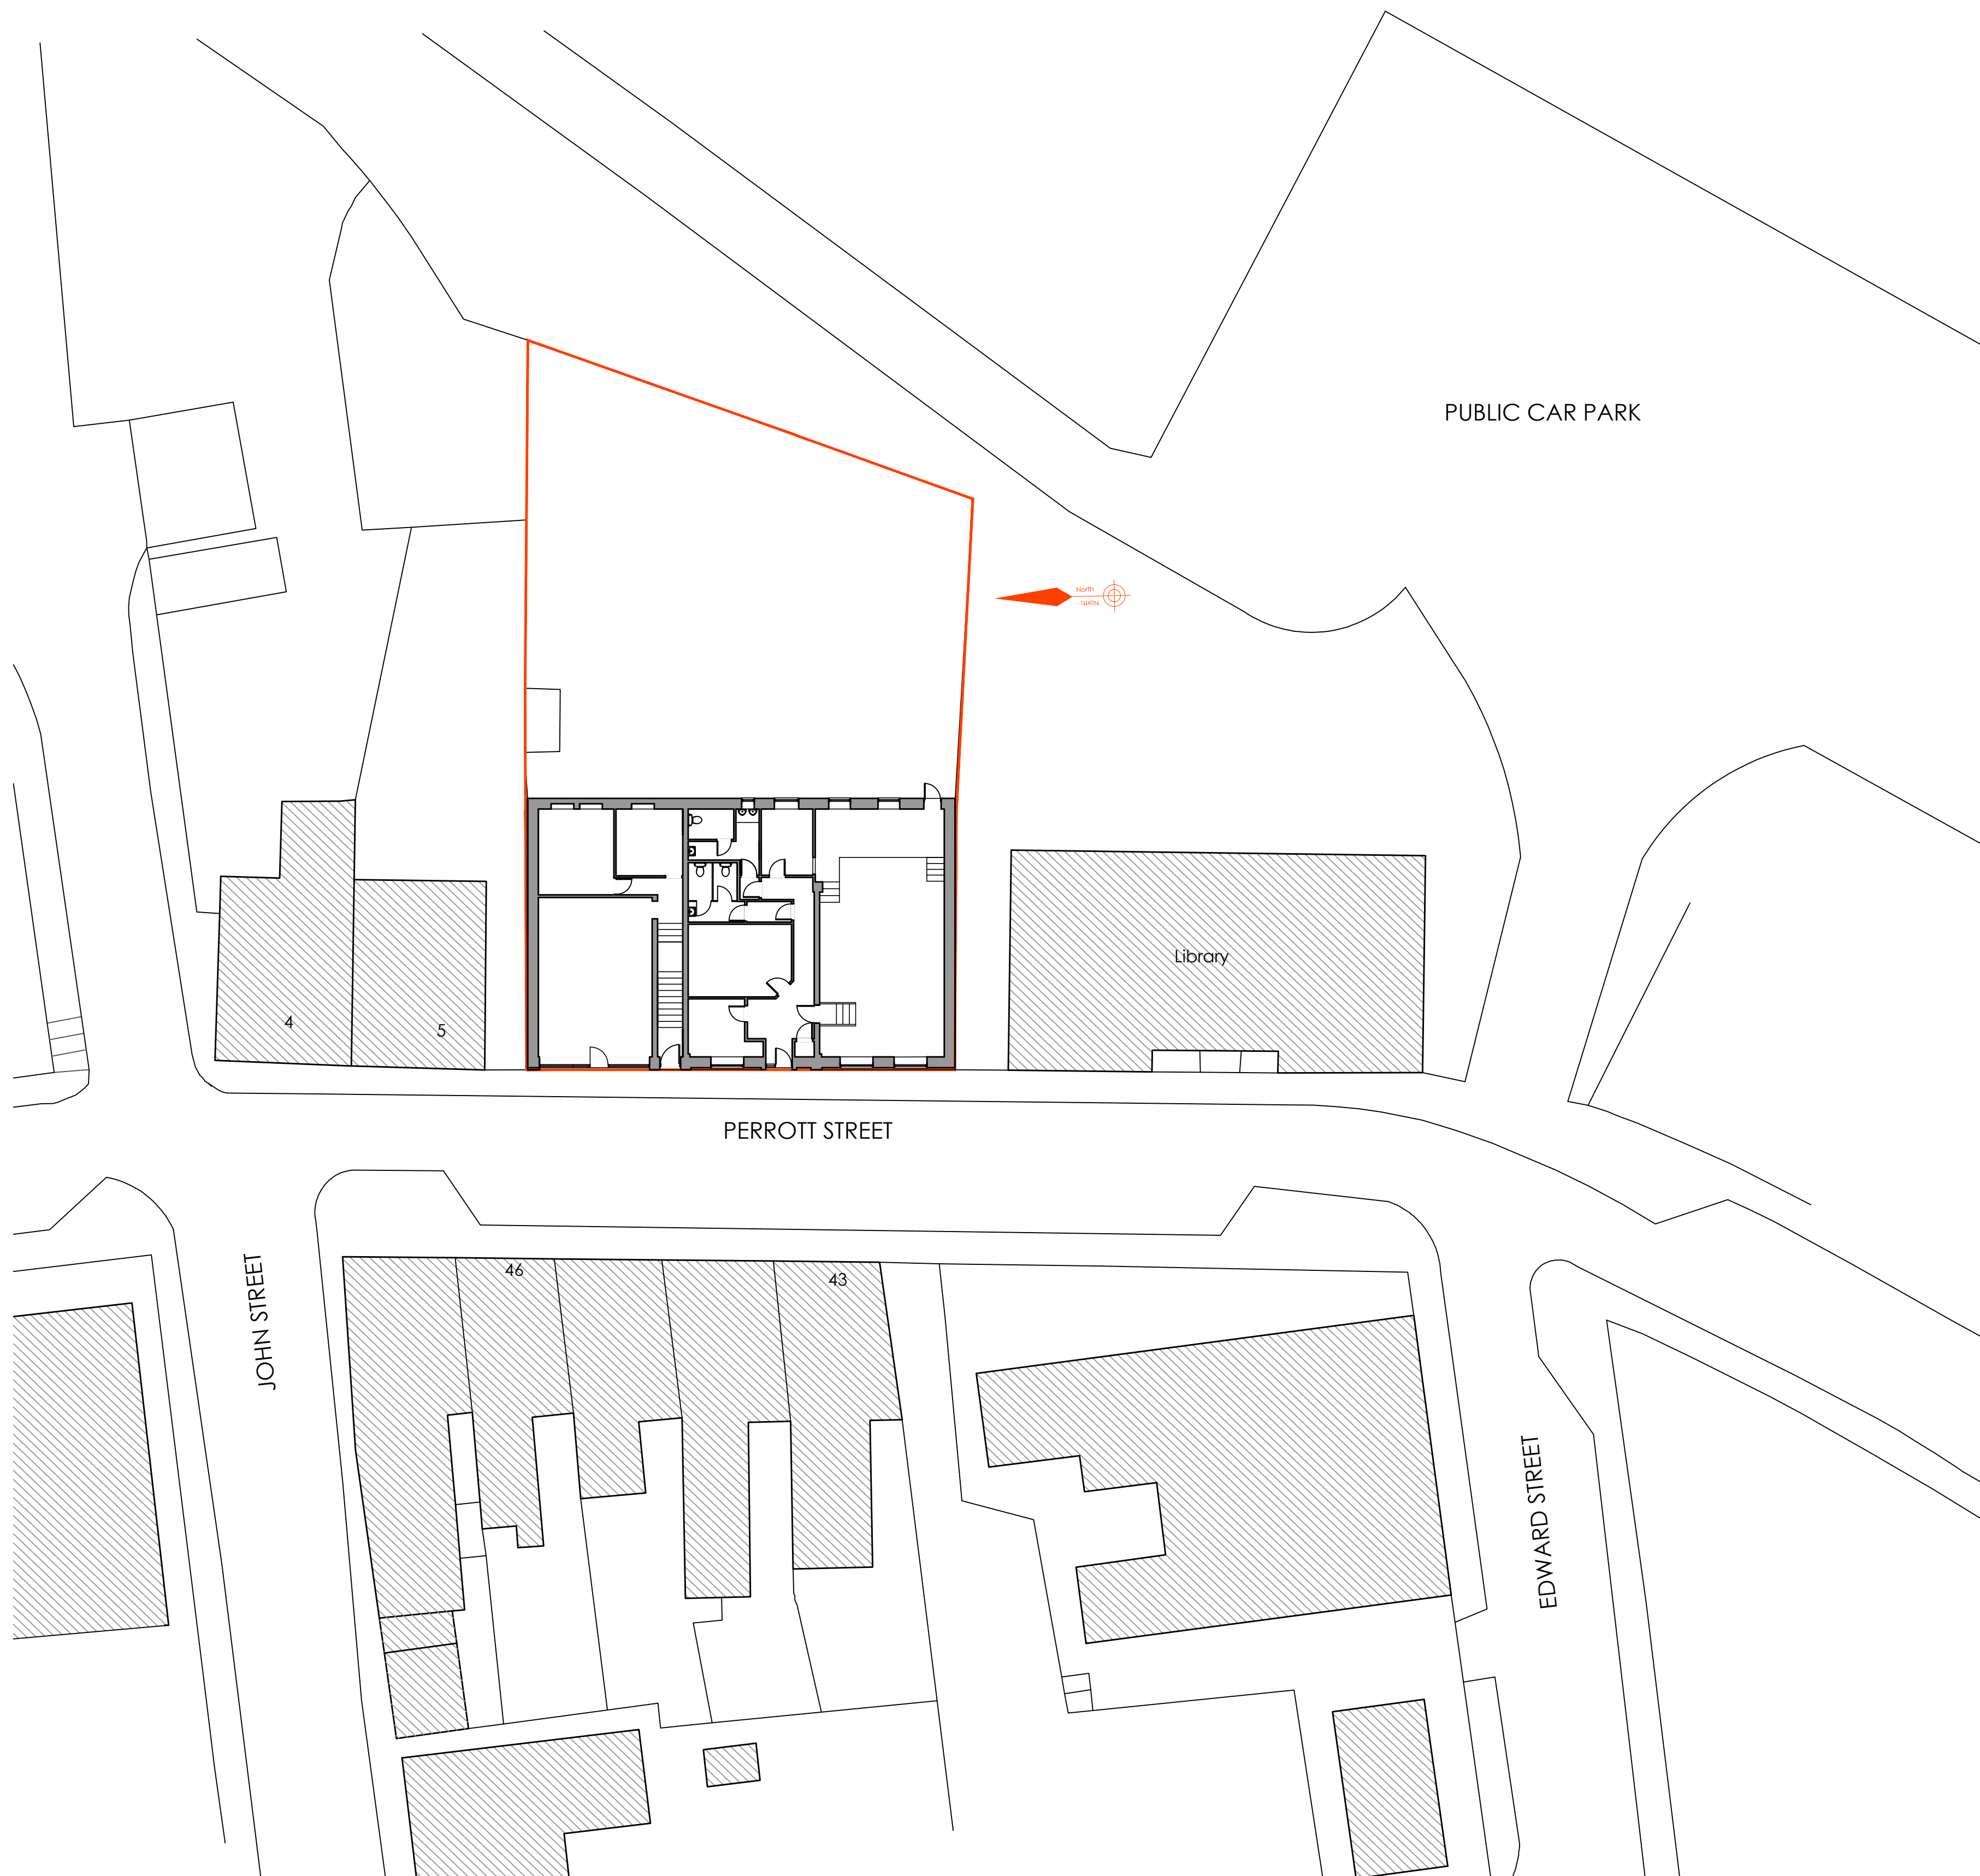 PUBLIC CAR PARK
North
North
Library
4
5
PERROTT STREET
JOHN STREET
46
43
EDWARD STREET